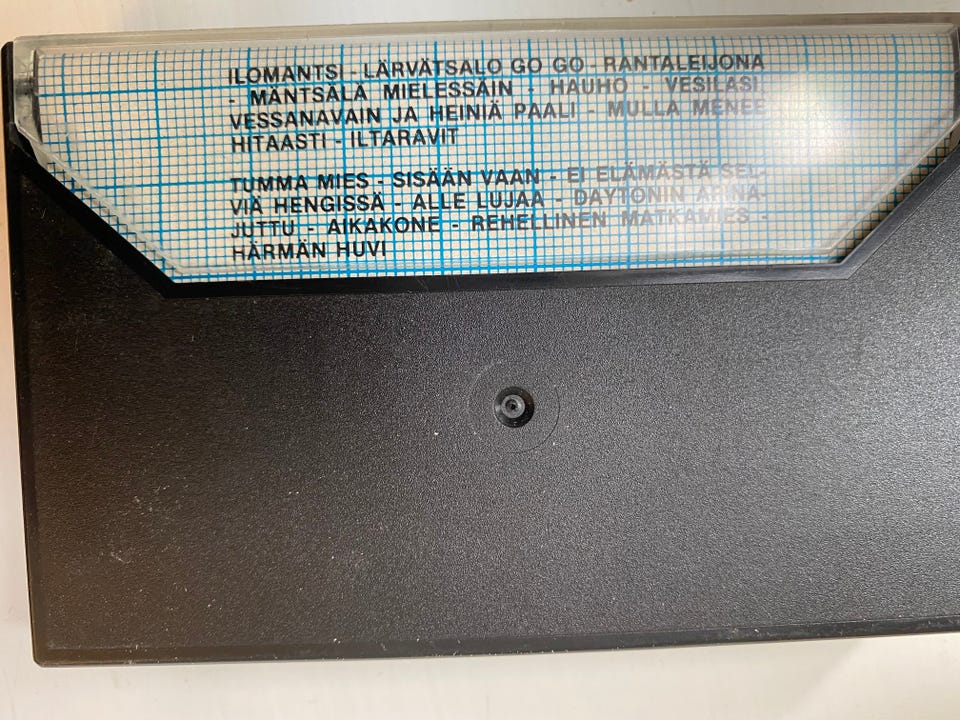 ILOMANTSI - LÄRVÄTSALO GO GO - RANTALEIJONA
- MÄNTSÄLÄ MIELESSÄIN - HAUHO - VESILASI
VESSANAVAIN JA HEINIÄ PAALI - MULLA MENEE
HITAASTI - ILTARAVIT
TUMMA MIES - SISÄÄN VAAN - EI ELÄMÄSTÄ SEL-
VIÄ HENGISSÄ - ALLE LUJAA - DAYTONIN APINA-
JUTTU - AIKAKONE - REHELLINEN MATKAMIES -
HÄRMÄN HUVI